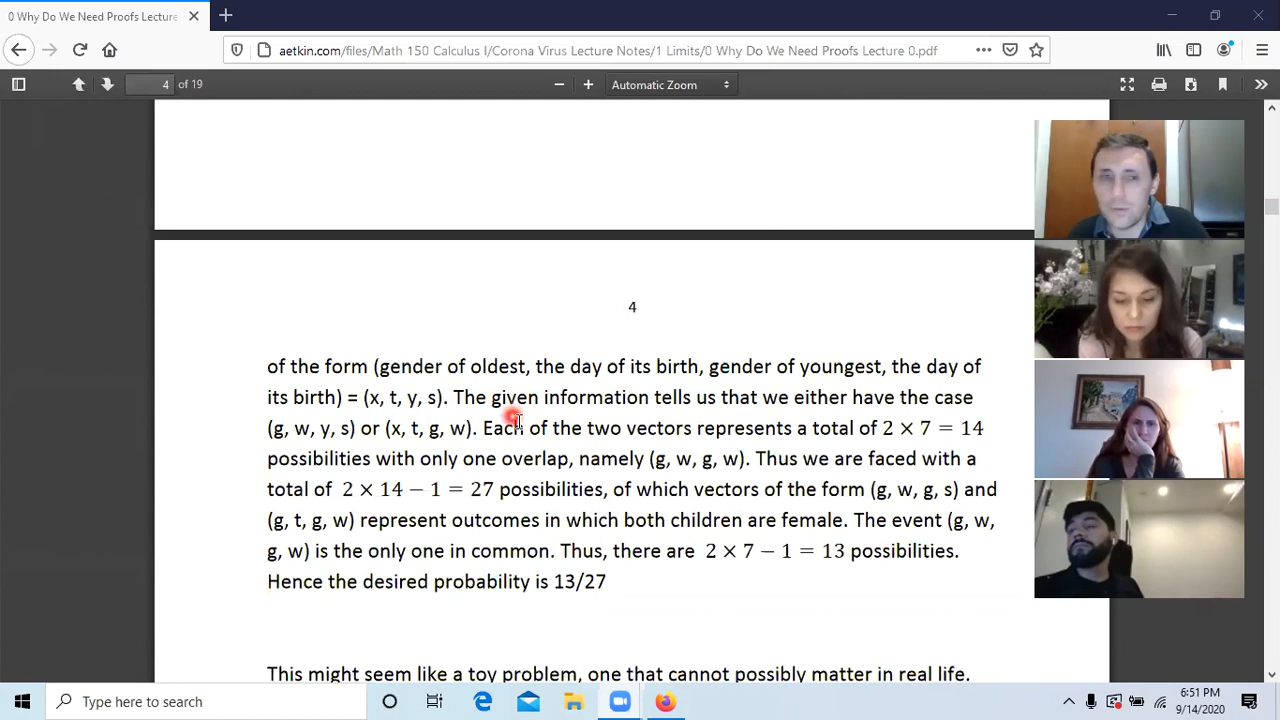 0 Why Do We Need Proofs Lecture
aetkin.com/files/Math 150 Calculus I/Corona Virus Lecture Notes/1 Limits/0 Why Do We Need Proofs Lecture 0.pdf
4 of 19
Automatic Zoom
4
of the form (gender of oldest, the day of its birth, gender of youngest, the day of
its birth) = (x, t, y, s). The given information tells us that we either have the case
(g, w, y, s) or (x, t, g, w). Each of the two vectors represents a total of 2 × 7 = 14
possibilities with only one overlap, namely (g, w, g, w). Thus we are faced with a
total of 2 × 14 − 1 = 27 possibilities, of which vectors of the form (g, w, g, s) and
(g, t, g, w) represent outcomes in which both children are female. The event (g, w,
g, w) is the only one in common. Thus, there are 2 × 7 − 1 = 13 possibilities.
Hence the desired probability is 13/27
This might seem like a toy problem, one that cannot possibly matter in real life.
Type here to search
6:51 PM
9/14/2020